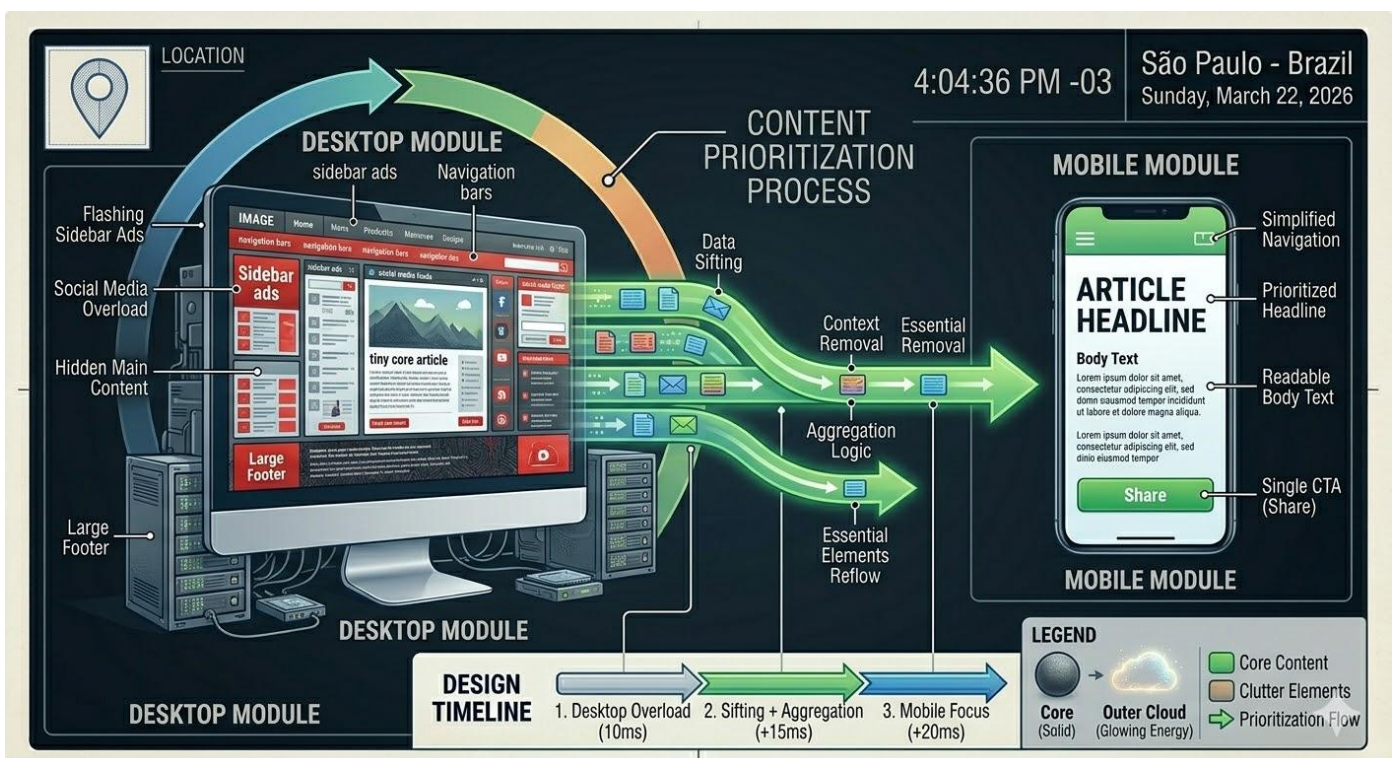 LOCATION
4:04:36 PM -03
São Paulo - Brazil
Sunday, March 22, 2026
DESKTOP MODULE
sidebar ads
Navigation
bars
CONTENT
PRIORITIZATION
PROCESS
Flashing
Sidebar Ads
Social Media
Overload
Hidden Main
Content
Large
Footer
IMAGE
Home
navigation bars
navigation bars
navigation bars
Sidebar
ads
tiny core article
Large
Footer
Data
Sifting
Context
Removal
Essential
Removal
Aggregation
Logic
Essential
Elements
Reflow
DESKTOP MODULE
DESKTOP MODULE
MOBILE MODULE
ARTICLE
HEADLINE
Body Text
Lorem ipsum dolor sit amet,
consectetur adipiscing elit, sed
ut labore et dolore magna aliqua.
Lorem ipsum dolor sit amet,
consectetur adipiscing elit, sed
dinio eiusmod tempor
Share
Simplified
Navigation
Prioritized
Headline
Readable
Body Text
Single CTA
(Share)
MOBILE MODULE
DESIGN
TIMELINE
1. Desktop Overload
(10ms)
2. Sifting + Aggregation
(+15ms)
3. Mobile Focus
(+20ms)
LEGEND
Core
(Solid)
Outer Cloud
(Glowing Energy)
Core Content
Clutter Elements
Prioritization Flow